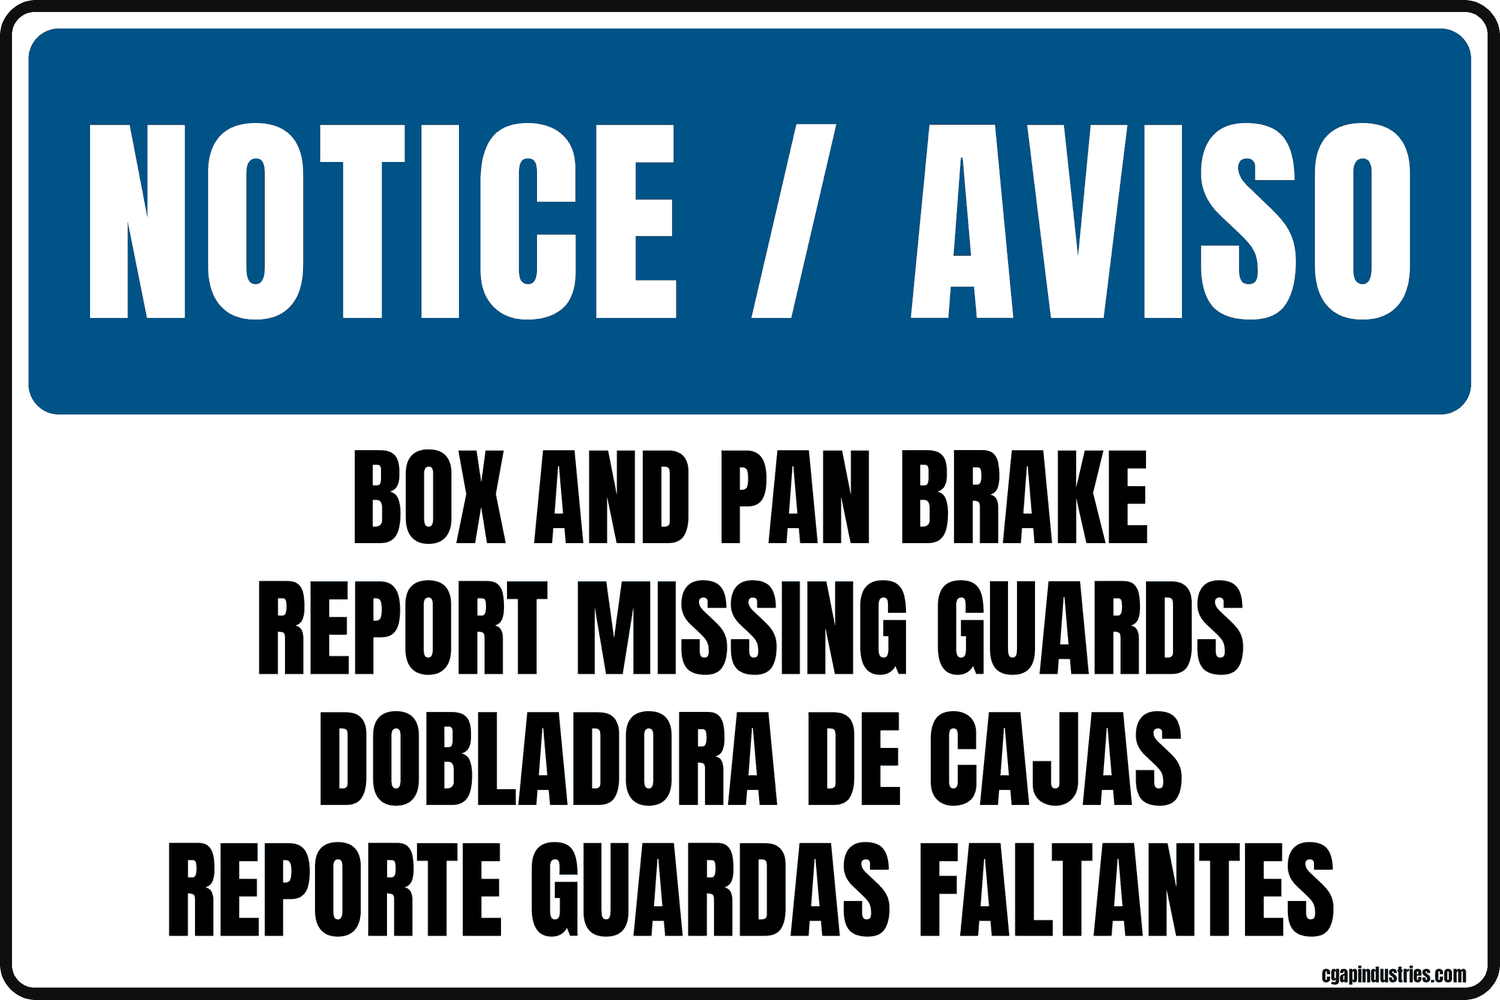 NOTICE / AVISO
BOX AND PAN BRAKE
REPORT MISSING GUARDS
DOBLADORA DE CAJAS
REPORTE GUARDAS FALTANTES
cgapindustries.com